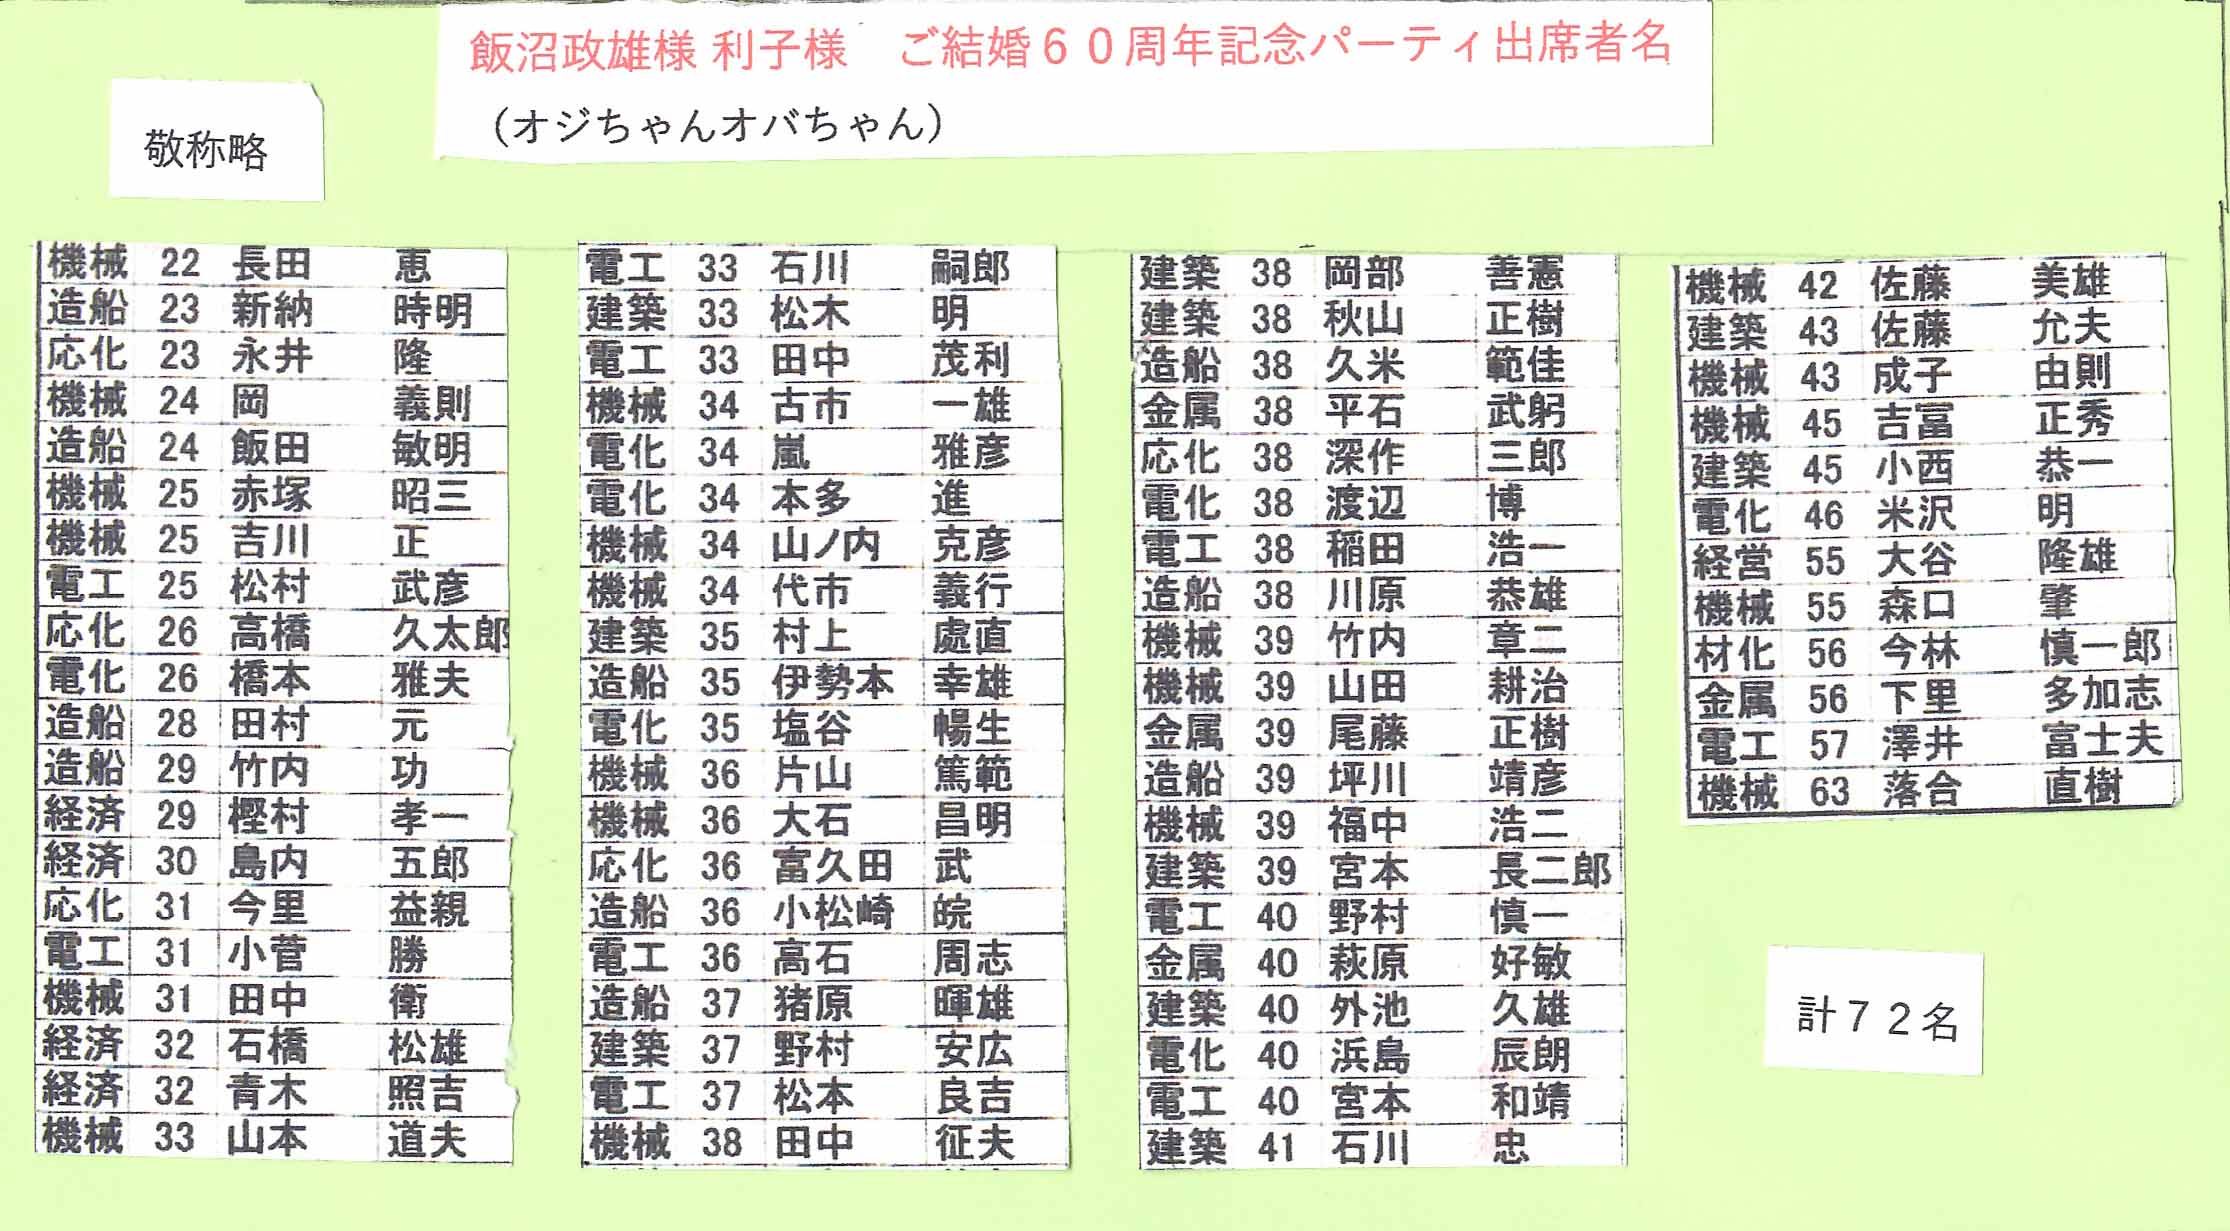 飯沼政雄様 利子様　ご結婚６０周年記念パーティ出席者名
（オジちゃんオバちゃん）
敬称略
機械 22 長田 恵
造船 23 新納 時明
応化 23 永井 隆
機械 24 岡 義則
造船 24 飯田 敏明
機械 25 赤塚 昭三
機械 25 吉川 正
電工 25 松村 武彦
応化 26 高橋 久太郎
電化 26 橋本 雅夫
造船 28 田村 元
造船 29 竹内 功
経済 29 樫村 孝一
経済 30 島内 五郎
応化 31 今里 益親
電工 31 小菅 勝
機械 31 田中 衛
経済 32 石橋 松雄
経済 32 青木 照吉
機械 33 山本 道夫
電工 33 石川 嗣郎
建築 33 松木 明
電工 33 田中 茂利
機械 34 古市 一雄
電化 34 嵐 雅彦
電化 34 本多 進
機械 34 山ノ内 克彦
機械 34 代市 義行
建築 35 村上 處直
造船 35 伊勢本 幸雄
電化 35 塩谷 暢生
機械 36 片山 篤範
機械 36 大石 昌明
応化 36 富久田 武
造船 36 小松崎 皖
電工 36 高石 周志
造船 37 猪原 暉雄
建築 37 野村 安広
電工 37 松本 良吉
機械 38 田中 征夫
建築 38 岡部 善憲
建築 38 秋山 正樹
造船 38 久米 範佳
金属 38 平石 武躬
応化 38 深作 三郎
電化 38 渡辺 博
電工 38 稲田 浩一
造船 38 川原 恭雄
機械 39 竹内 章二
機械 39 山田 耕治
金属 39 尾藤 正樹
造船 39 坪川 靖彦
機械 39 福中 浩二
建築 39 宮本 長二郎
電工 40 野村 慎一
金属 40 萩原 好敏
建築 40 外池 久雄
電化 40 浜島 辰朗
電工 40 宮本 和靖
建築 41 石川 忠
機械 42 佐藤 美雄
建築 43 佐藤 允夫
機械 43 成子 由則
機械 45 吉冨 正秀
建築 45 小西 恭一
電化 46 米沢 明
経営 55 大谷 隆雄
機械 55 森口 肇
材化 56 今林 慎一郎
金属 56 下里 多加志
電工 57 澤井 富士夫
機械 63 落合 直樹
計７２名